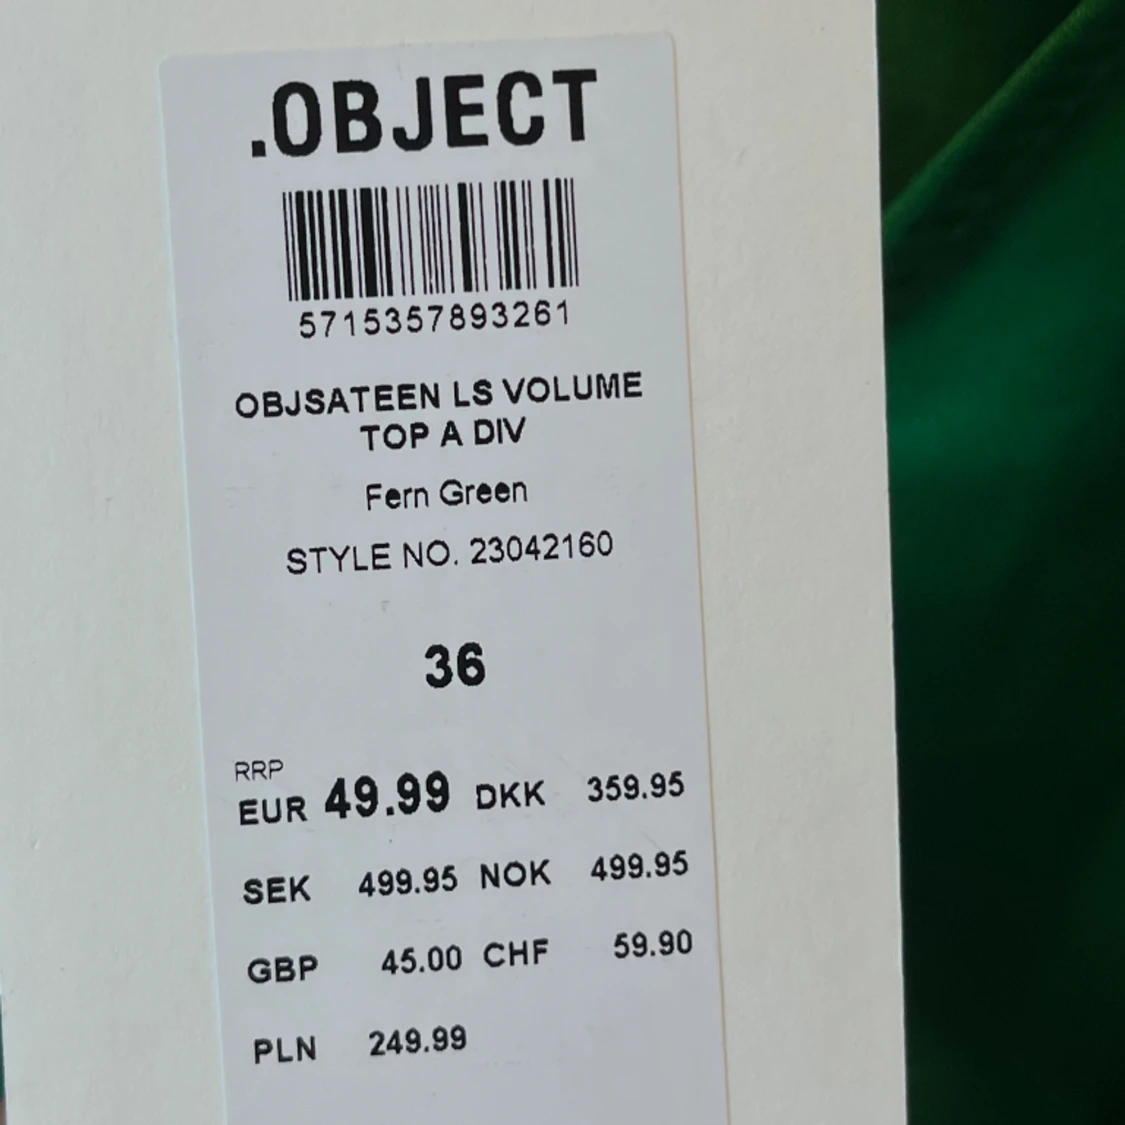 .OBJECT
5715357893261
OBJSATEEN LS VOLUME
TOP A DIV
Fern Green
STYLE NO. 23042160
36
RRP
EUR 49.99 DKK 359.95
SEK 499.95 NOK 499.95
GBP 45.00 CHF 59.90
PLN 249.99